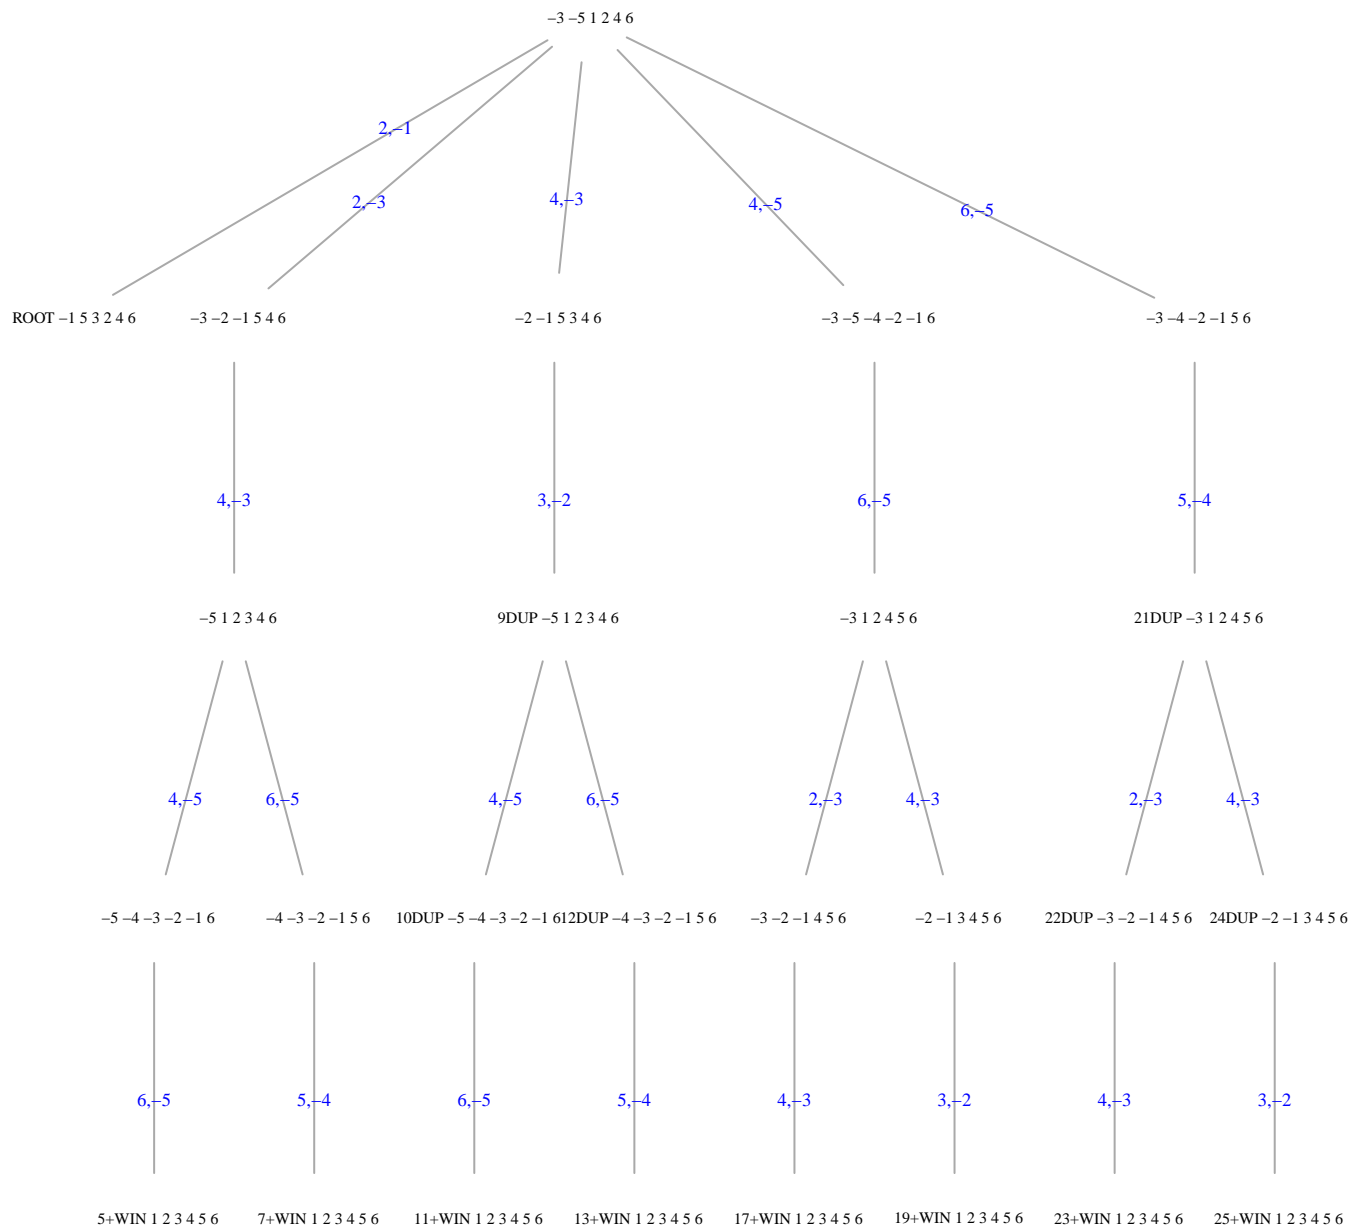 −3 −5 1 2 4 6
2,−1
2,−3
4,−3
4,−5
6,−5
ROOT −1 5 3 2 4 6
−3 −2 −1 5 4 6
−2 −1 5 3 4 6
−3 −5 −4 −2 −1 6
−3 −4 −2 −1 5 6
4,−3
3,−2
6,−5
5,−4
−5 1 2 3 4 6
9DUP −5 1 2 3 4 6
−3 1 2 4 5 6
21DUP −3 1 2 4 5 6
4,−5
6,−5
4,−5
6,−5
2,−3
4,−3
2,−3
4,−3
−5 −4 −3 −2 −1 6
−4 −3 −2 −1 5 6
10DUP −5 −4 −3 −2 −1 6
12DUP −4 −3 −2 −1 5 6
−3 −2 −1 4 5 6
−2 −1 3 4 5 6
22DUP −3 −2 −1 4 5 6
24DUP −2 −1 3 4 5 6
6,−5
5,−4
6,−5
5,−4
4,−3
3,−2
4,−3
3,−2
5+WIN 1 2 3 4 5 6
7+WIN 1 2 3 4 5 6
11+WIN 1 2 3 4 5 6
13+WIN 1 2 3 4 5 6
17+WIN 1 2 3 4 5 6
19+WIN 1 2 3 4 5 6
23+WIN 1 2 3 4 5 6
25+WIN 1 2 3 4 5 6